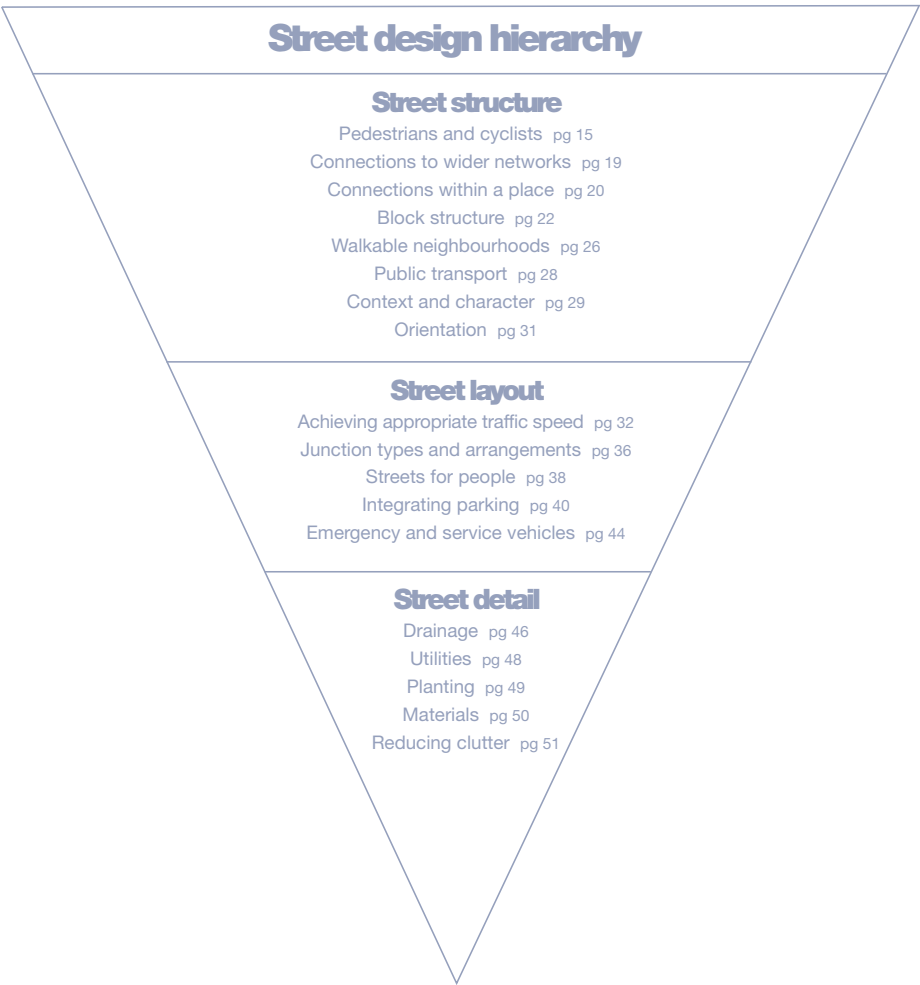 Street design hierarchy
Street structure
Pedestrians and cyclists pg 15
Connections to wider networks pg 19
Connections within a place pg 20
Block structure pg 22
Walkable neighbourhoods pg 26
Public transport pg 28
Context and character pg 29
Orientation pg 31
Street layout
Achieving appropriate traffic speed pg 32
Junction types and arrangements pg 36
Streets for people pg 38
Integrating parking pg 40
Emergency and service vehicles pg 44
Street detail
Drainage pg 46
Utilities pg 48
Planting pg 49
Materials pg 50
Reducing clutter pg 51